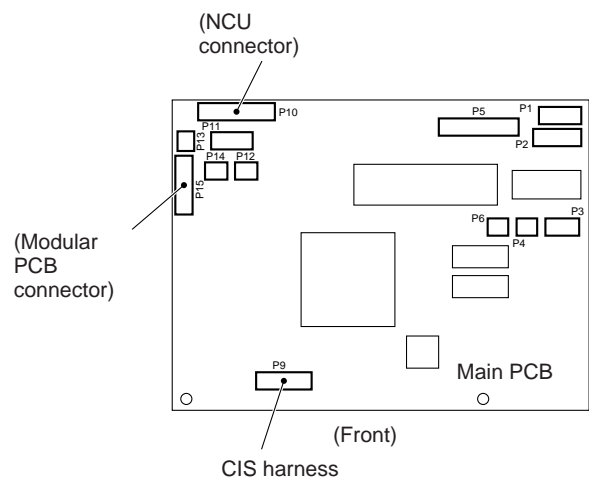 (NCU
connector)
P10
P5
P1
P2
P11
P13
P14
P12
P15
P6
P4
P3
(Modular
PCB
connector)
P9
Main PCB
(Front)
CIS harness